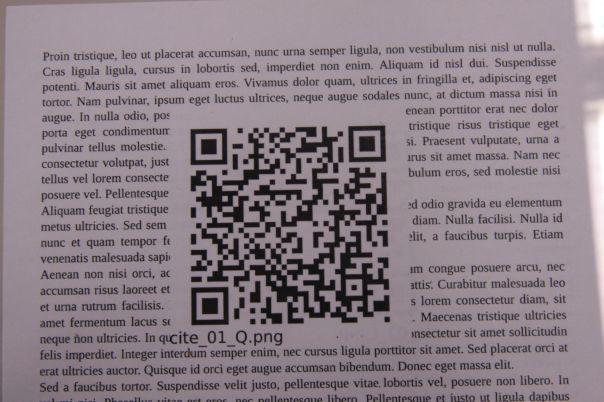 Proin tristique, leo ut placerat accumsan, nunc urna semper ligula, non vestibulum nisi nisl ut nulla.
Cras ligula ligula, cursus in lobortis sed, imperdiet non enim. Aliquam id nisl dui. Suspendisse
potenti. Mauris sit amet aliquam eros. Vivamus dolor quam, ultrices in fringilla et, adipiscing eget
tortor. Nam pulvinar, ipsum eget luctus ultrices, neque augue sodales nunc, at dictum massa nisi in
augue. In nulla odio, pos enean porttitor erat nec dolor
porta eget condimentum tristique risus tristique eget
pulvinar tellus molestie. si. Praesent vulputate, urna a
consectetur volutpat, just urus sit amet massa. Nam nec
tellus vel lorem consecte bulum eros, sed molestie nisi
posuere vel. Pellentesque
Aliquam feugiat tristique ed odio gravida eu elementum
metus ultricies. Sed sem diam. Nulla facilisi. Nulla id
nunc et quam tempor fe elit, a faucibus turpis. Etiam
venenatis malesuada sapi
Aenean non nisi orci, ac um congue posuere arcu, nec
accumsan risus laoreet et attis. Curabitur malesuada leo
et urna rutrum facilisis. s lorem consectetur diam, sit
amet fermentum lacus se . Maecenas tristique ultricies
neque non ultricies. In qu onsectetur sit amet sollicitudin
cite_01_Q.png
felis imperdiet. Integer interdum semper enim, nec cursus ligula porttitor sit amet. Sed placerat orci at
erat ultricies auctor. Quisque id orci eget augue accumsan bibendum. Donec eget massa elit.
Sed a faucibus tortor. Suspendisse velit justo, pellentesque vitae lobortis vel, posuere non libero. In